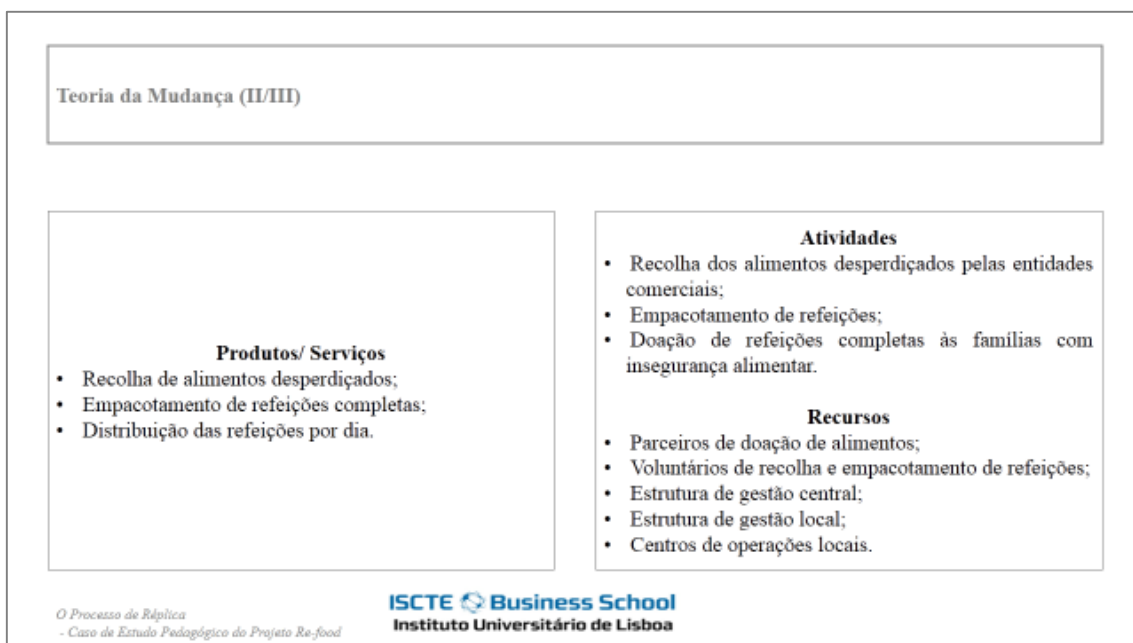 Teoria da Mudança (II/III)
Produtos/ Serviços
• Recolha de alimentos desperdiçados;
• Empacotamento de refeições completas;
• Distribuição das refeições por dia.
Atividades
• Recolha dos alimentos desperdiçados pelas entidades
comerciais;
• Empacotamento de refeições;
• Doação de refeições completas às famílias com
insegurança alimentar.
Recursos
• Parceiros de doação de alimentos;
• Voluntários de recolha e empacotamento de refeições;
• Estrutura de gestão central;
• Estrutura de gestão local;
• Centros de operações locais.
O Processo de Réplica
- Caso de Estudo Pedagógico do Projeto Re-food
ISCTE Business School
Instituto Universitário de Lisboa